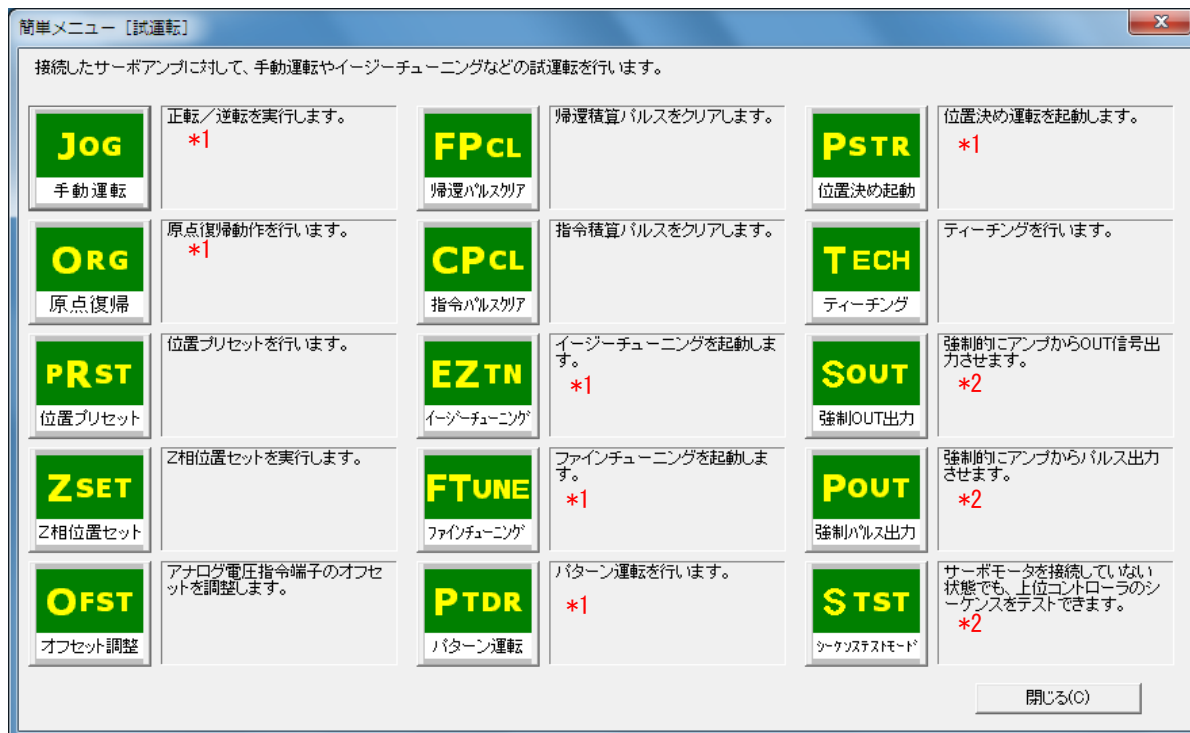 簡単メニュー [試運転]
接続したサーボアンプに対して、手動運転やイージーチューニングなどの試運転を行います。
JOG
手動運転
正転／逆転を実行します。
*1
FPCL
帰還パルスクリア
帰還積算パルスをクリアします。
PSTR
位置決め起動
位置決め運転を起動します。
*1
ORG
原点復帰
原点復帰動作を行います。
*1
CPCL
指令パルスクリア
指令積算パルスをクリアします。
TECH
ティーチング
ティーチングを行います。
PRST
位置プリセット
位置プリセットを行います。
EZTN
イージーチューニング
イージーチューニングを起動しま
す。
*1
SOUT
強制OUT出力
強制的にアンプからOUT信号出
力させます。
*2
ZSET
Z相位置セット
Z相位置セットを実行します。
FTUNE
ファインチューニング
ファインチューニングを起動しま
す。
*1
POUT
強制パルス出力
強制的にアンプからパルス出力
させます。
*2
OFST
オフセット調整
アナログ電圧指令端子のオフセ
ットを調整します。
PTDR
パターン運転
パターン運転を行います。
*1
STST
シーケンステストモード
サーボモータを接続していない
状態でも、上位コントローラのシ
ーケンスをテストできます。
*2
閉じる(C)